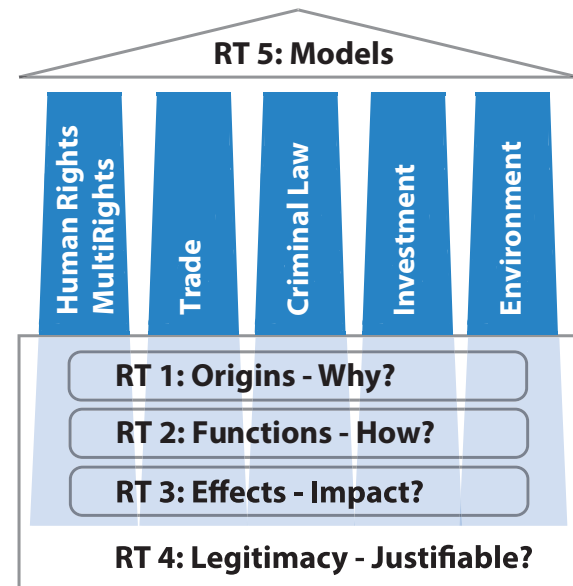 RT 5: Models
Human Rights
MultiRights
Trade
Criminal Law
Investment
Environment
RT 1: Origins - Why?
RT 2: Functions - How?
RT 3: Effects - Impact?
RT 4: Legitimacy - Justifiable?